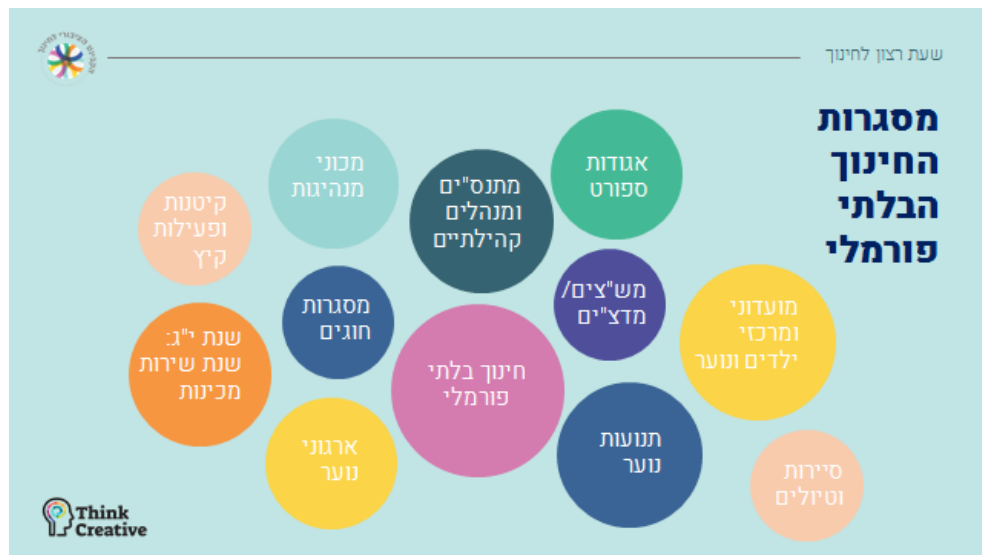 שעת רצון לחינוך
מסגרות
החינוך
הבלתי
פורמלי
אגודות
ספורט
מתנס"ים
ומנהלים
קהילתיים
מכוני
מנהיגות
קיטנות
ופעילות
קיץ
מש"צים/
מדצ"ים
מועדוני
ומרכזי
ילדים ונוער
מסגרות
חוגים
שנת י"ג:
שנת שירות
מכינות
חינוך בלתי
פורמלי
תנועות
נוער
ארגוני
נוער
סיירות
וטיולים
Think
Creative